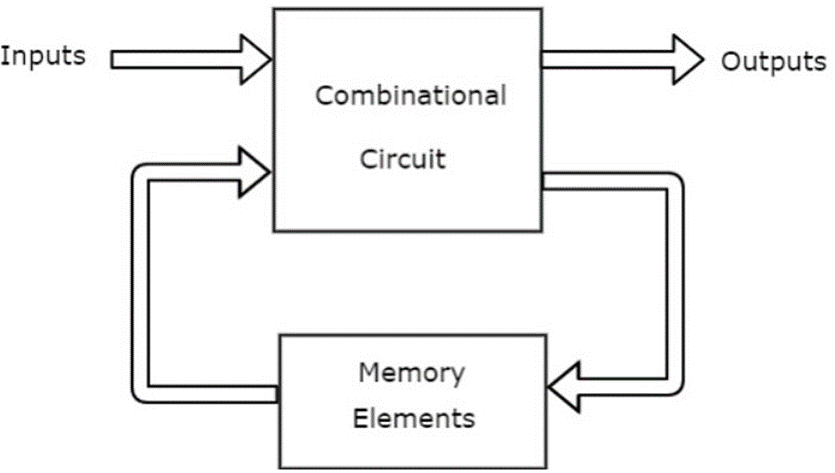 Inputs
Outputs
Combinational
Circuit
Memory
Elements